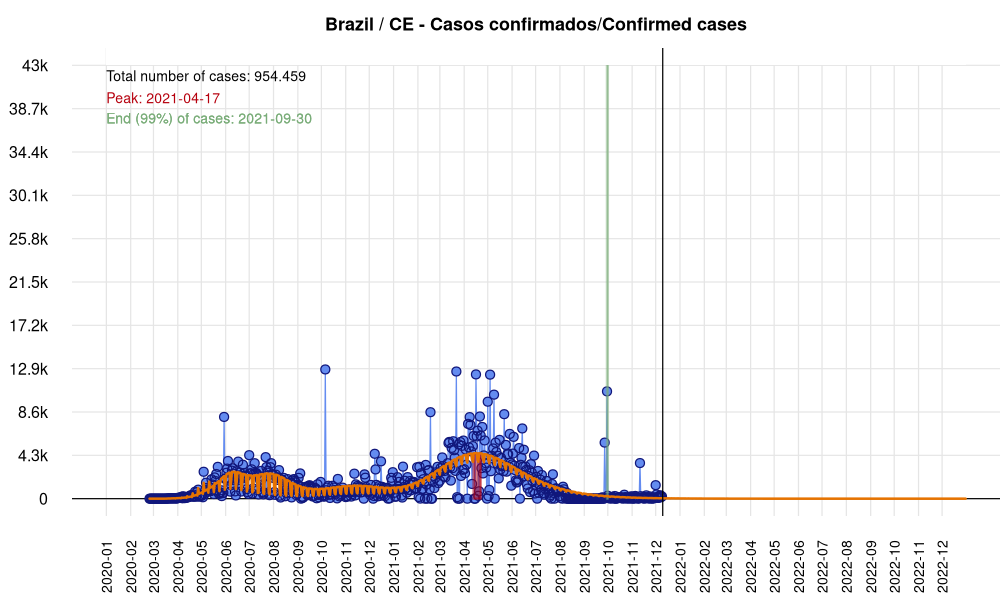 Brazil / CE - Casos confirmados/Confirmed cases
Total number of cases: 954.459
Peak: 2021-04-17
End (99%) of cases: 2021-09-30
43k
38.7k
34.4k
30.1k
25.8k
21.5k
17.2k
12.9k
8.6k
4.3k
0
2020-01
2020-02
2020-03
2020-04
2020-05
2020-06
2020-07
2020-08
2020-09
2020-10
2020-11
2020-12
2021-01
2021-02
2021-03
2021-04
2021-05
2021-06
2021-07
2021-08
2021-09
2021-10
2021-11
2021-12
2022-01
2022-02
2022-03
2022-04
2022-05
2022-06
2022-07
2022-08
2022-09
2022-10
2022-11
2022-12